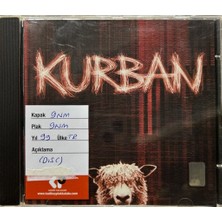 KURBAN
Kapak 9NM
Plak 9NM
Yıl 99 Ülke TR
Açıklama
(DISC)